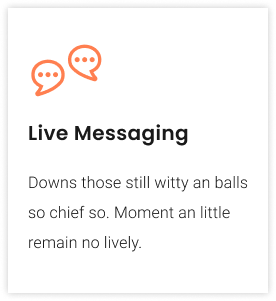 Live Messaging
Downs those still witty an balls
so chief so. Moment an little
remain no lively.